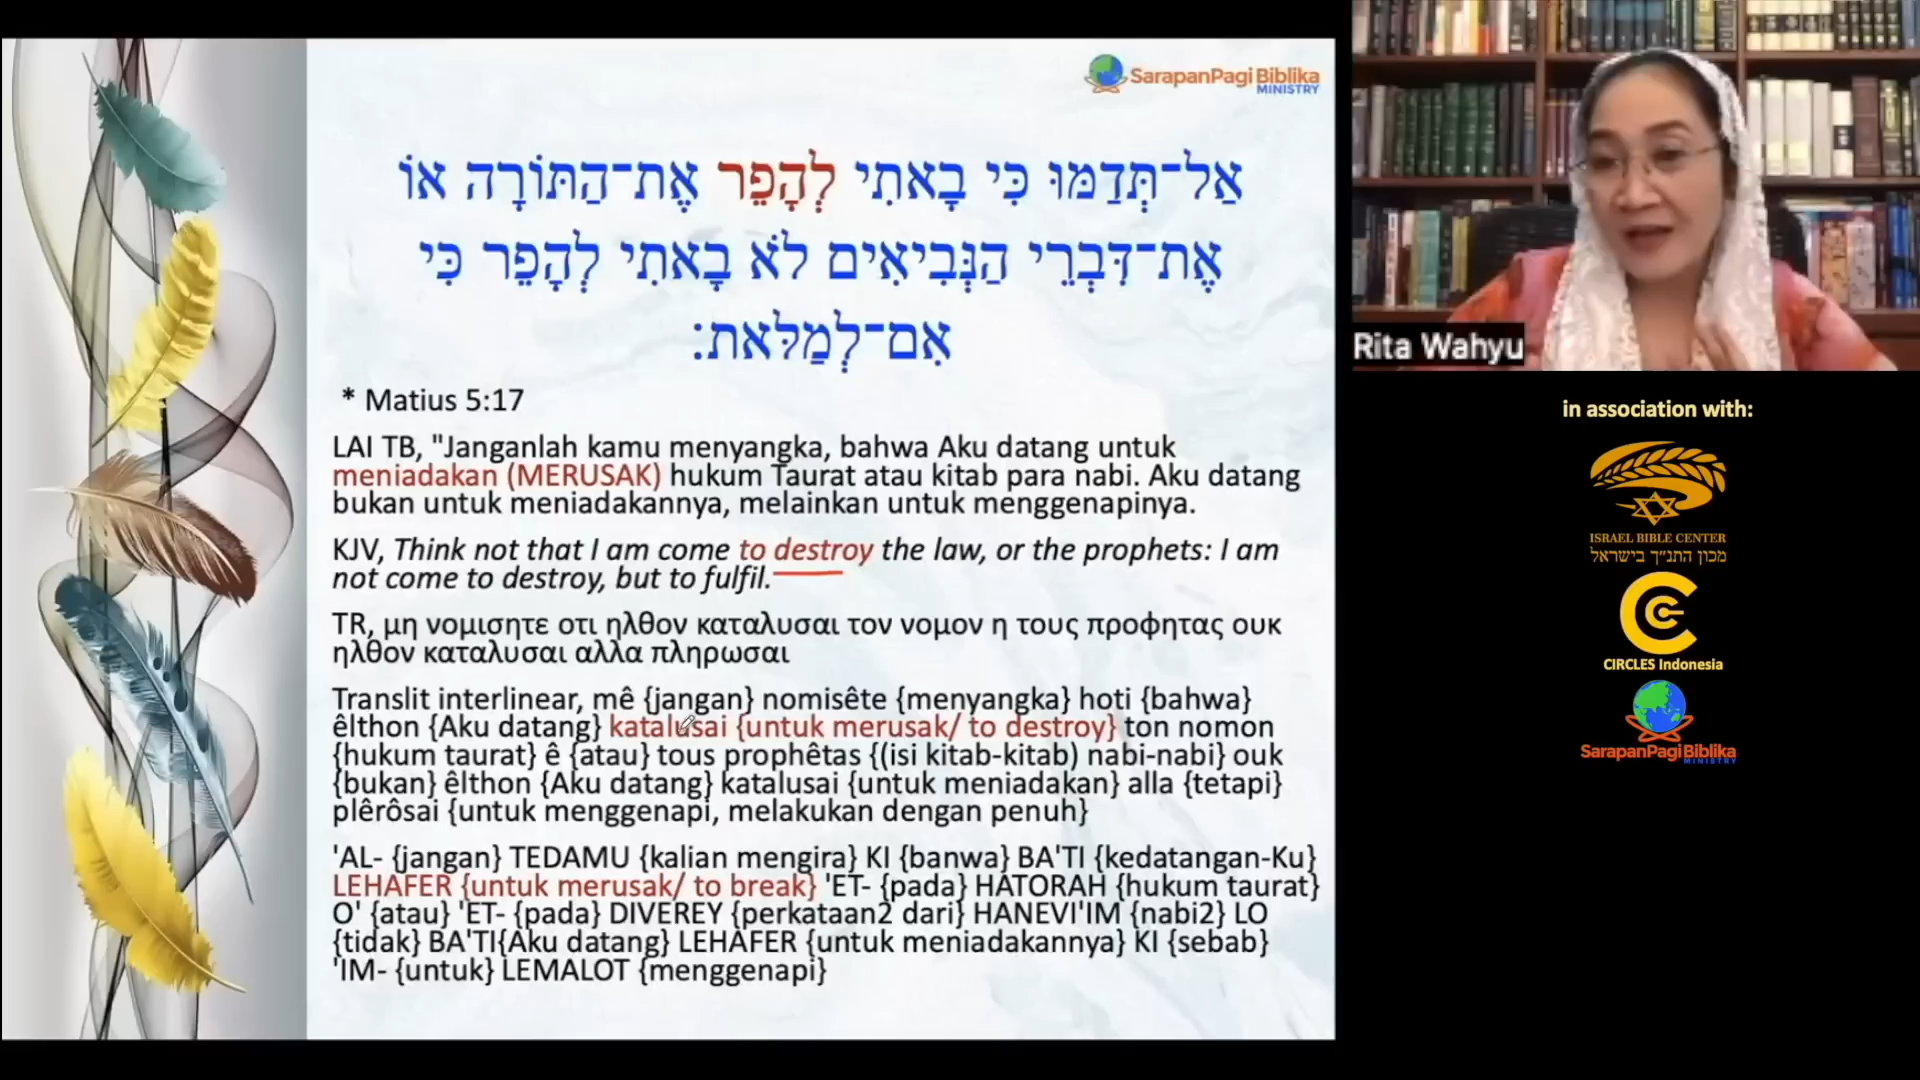 SarapanPagi Biblika
MINISTRY
אַל־תְּדַמּוּ כִּי בָאתִי לְהָפֵר אֶת־הַתּוֹרָה אוֹ
אֶת־דִּבְרֵי הַנְּבִיאִים לֹא בָאתִי לְהָפֵר כִּי
אִם־לְמַלֹּאת׃
* Matius 5:17
LAI TB, "Janganlah kamu menyangka, bahwa Aku datang untuk
meniadakan (MERUSAK) hukum Taurat atau kitab para nabi. Aku datang
bukan untuk meniadakannya, melainkan untuk menggenapinya.
KJV, Think not that I am come to destroy the law, or the prophets: I am
not come to destroy, but to fulfil.
TR, μη νομισητε οτι ηλθον καταλυσαι τον νομον η τους προφητας ουκ
ηλθον καταλυσαι αλλα πληρωσαι
Translit interlinear, mê {jangan} nomisête {menyangka} hoti {bahwa}
êlthon {Aku datang} katalusai {untuk merusak/ to destroy} ton nomon
{hukum taurat} ê {atau} tous prophêtas {(isi kitab-kitab) nabi-nabi} ouk
{bukan} êlthon {Aku datang} katalusai {untuk meniadakan} alla {tetapi}
plêrôsai {untuk menggenapi, melakukan dengan penuh}
'AL- {jangan} TEDAMU {kalian mengira} KI {banwa} BA'TI {kedatangan-Ku}
LEHAFER {untuk merusak/ to break} 'ET- {pada} HATORAH {hukum taurat}
O' {atau} 'ET- {pada} DIVEREY {perkataan2 dari} HANEVI'IM {nabi2} LO
{tidak} BA'TI{Aku datang} LEHAFER {untuk meniadakannya} KI {sebab}
'IM- {untuk} LEMALOT {menggenapi}
Rita Wahyu
in association with:
ISRAEL BIBLE CENTER
מכון התנ״ך בישראל
CIRCLES Indonesia
SarapanPagi Biblika
MINISTRY